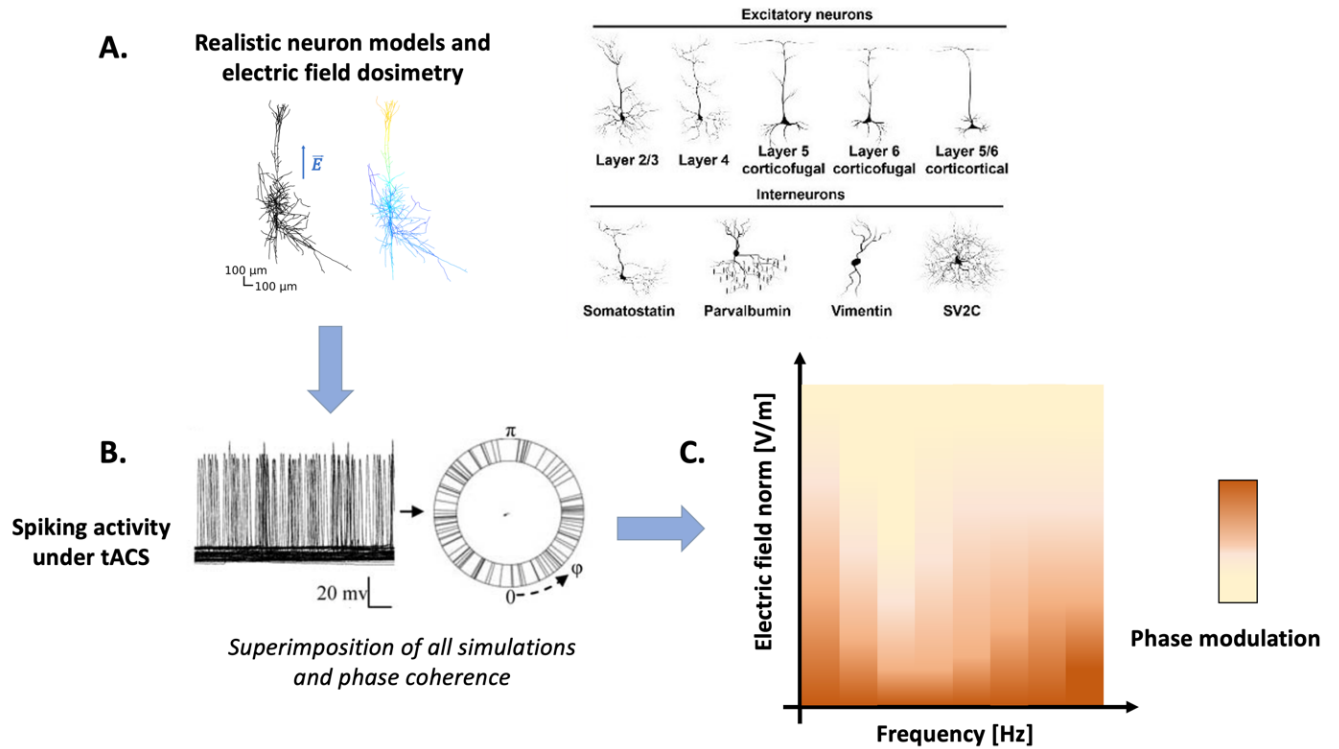 A.
Realistic neuron models and
electric field dosimetry
E
100 µm
100 µm
Excitatory neurons
Layer 2/3
Layer 4
Layer 5
corticofugal
Layer 6
corticofugal
Layer 5/6
corticortical
Interneurons
Somatostatin
Parvalbumin
Vimentin
SV2C
B.
Spiking activity
under tACS
20 mv
π
0
φ
Superimposition of all simulations
and phase coherence
C.
Electric field norm [V/m]
Frequency [Hz]
Phase modulation